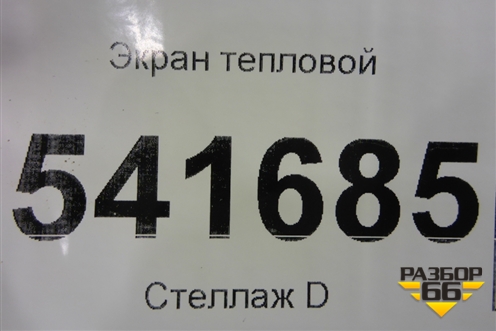 Экран тепловой
541685
Стеллаж D
РАЗБОР
66